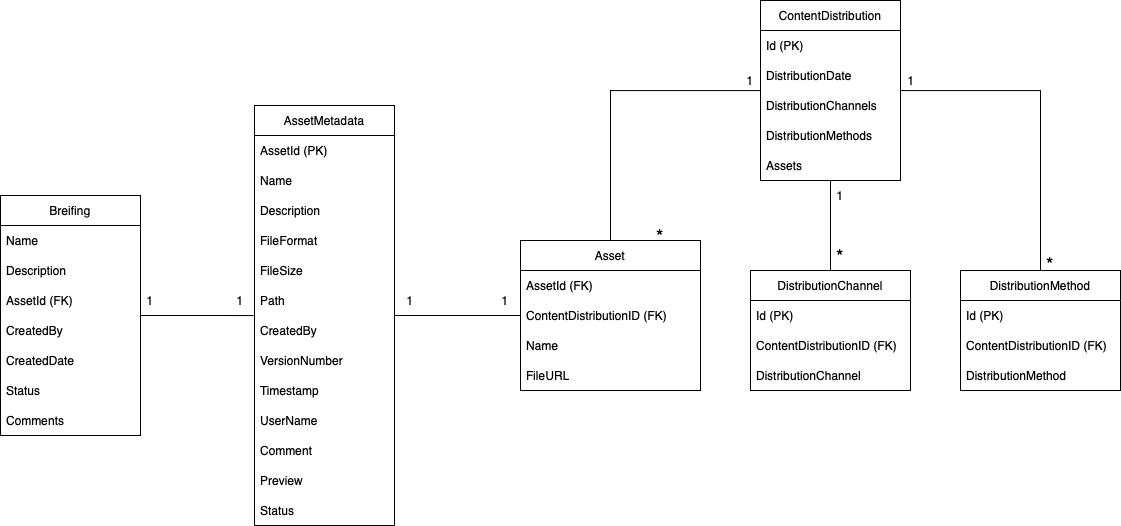 ContentDistribution
Id (PK)
DistributionDate
DistributionChannels
DistributionMethods
Assets
1
1
1
*
*
*
AssetMetadata
AssetId (PK)
Name
Description
FileFormat
FileSize
Path
CreatedBy
VersionNumber
Timestamp
UserName
Comment
Preview
Status
Breifing
Name
Description
AssetId (FK)
CreatedBy
CreatedDate
Status
Comments
1
1
1
1
Asset
AssetId (FK)
ContentDistributionID (FK)
Name
FileURL
DistributionChannel
Id (PK)
ContentDistributionID (FK)
DistributionChannel
DistributionMethod
Id (PK)
ContentDistributionID (FK)
DistributionMethod